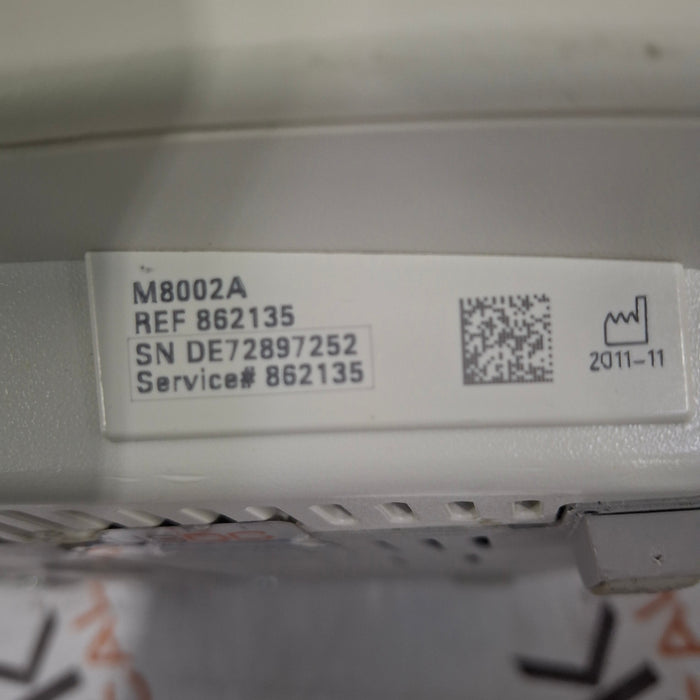 M8002A
REF 862135
SN DE72897252
Service# 862135
2011-11